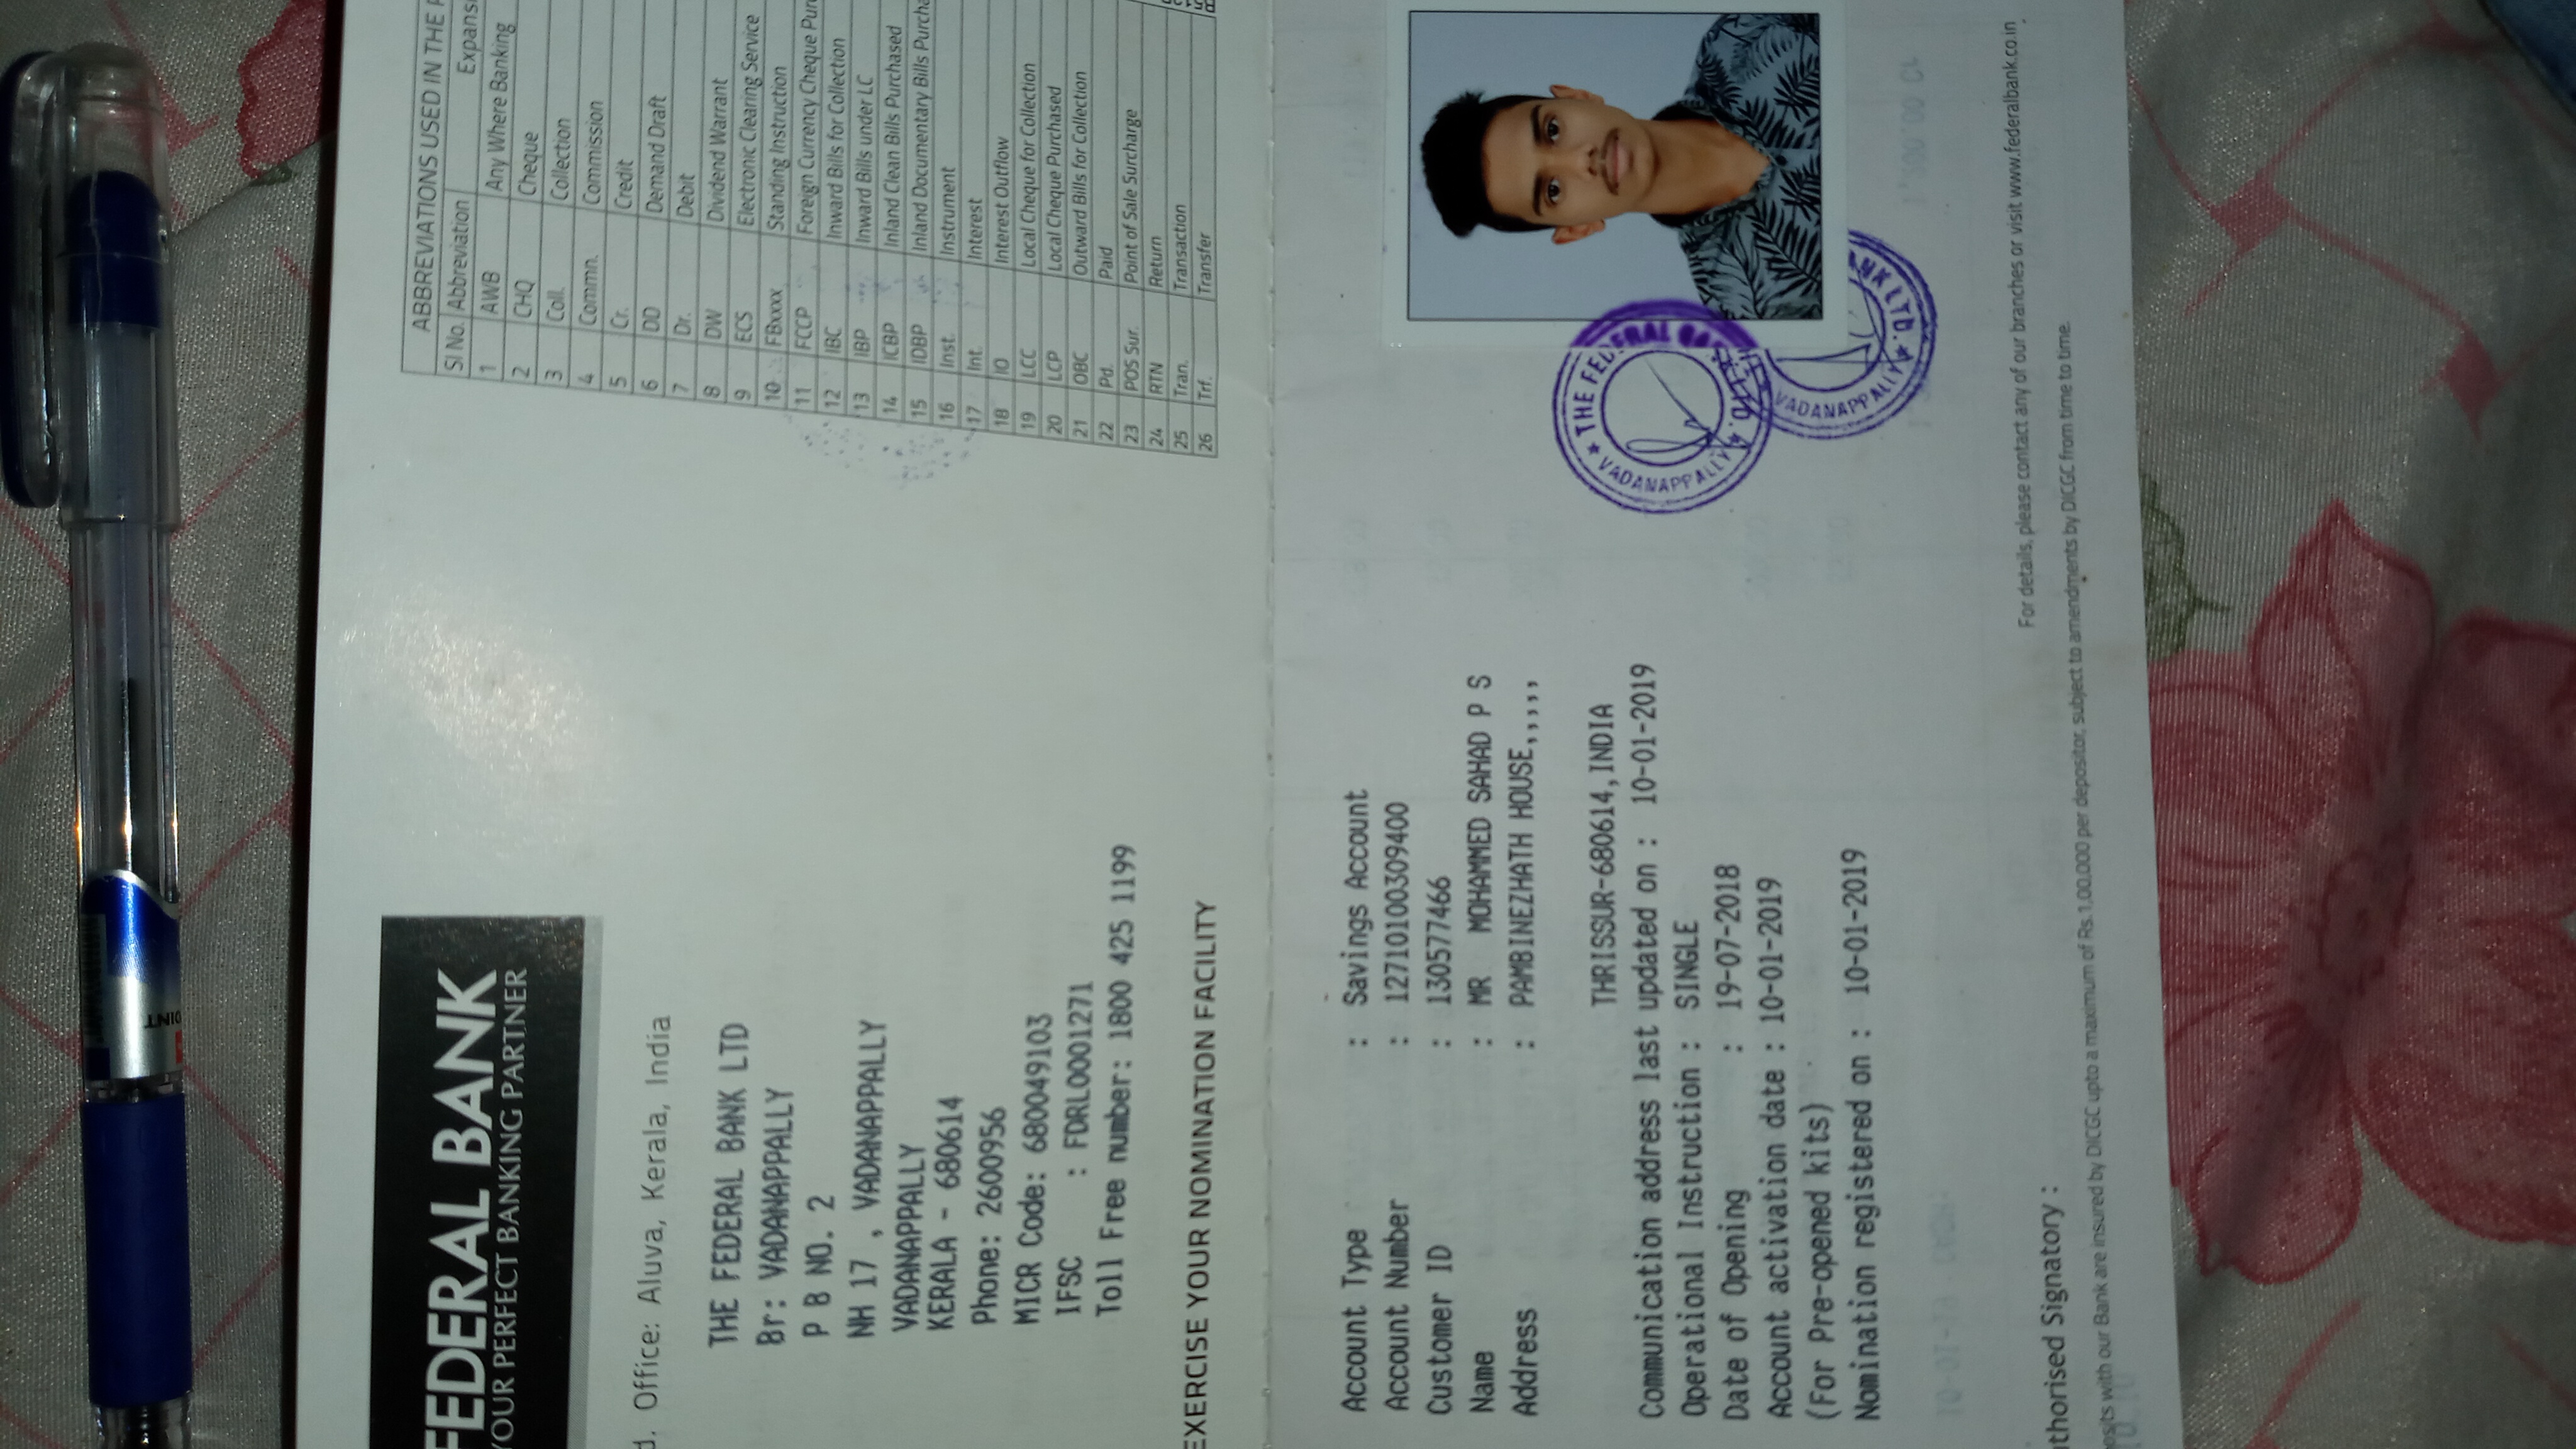 OINT
FEDERAL BANK
YOUR PERFECT BANKING PARTNER
d. Office: Aluva, Kerala, India
THE FEDERAL BANK LTD
Br: VADANAPPALLY
P B NO. 2
NH 17 , VADANAPPALLY
VADANAPPALLY
KERALA - 680614
Phone: 2600956
MICR Code: 680049103
IFSC : FDRL0001271
Toll Free number: 1800 425 1199
EXERCISE YOUR NOMINATION FACILITY
ABBREVIATIONS USED IN THE P
Sl No. Abbreviation Expansi
1 AWB Any Where Banking
2 CHQ Cheque
3 Coll. Collection
4 Commn. Commission
5 Cr. Credit
6 DD Demand Draft
7 Dr. Debit
8 DW Dividend Warrant
9 ECS Electronic Clearing Service
10 FBxxxx Standing Instruction
11 FCCP Foreign Currency Cheque Pur
12 IBC Inward Bills for Collection
13 IBP Inward Bills under LC
14 ICBP Inland Clean Bills Purchased
15 IDBP Inland Documentary Bills Purcha
16 Inst. Instrument
17 Int. Interest
18 IO Interest Outflow
19 LCC Local Cheque for Collection
20 LCP Local Cheque Purchased
21 OBC Outward Bills for Collection
22 Pd. Paid
23 POS Sur. Point of Sale Surcharge
24 RTN Return
25 Tran. Transaction
26 Trf. Transfer
Account Type : Savings Account
Account Number : 12710100309400
Customer ID : 130577466
Name : MR MOHAMMED SAHAD P S
Address : PAMBINEZHATH HOUSE,,,,,
THRISSUR-680614,INDIA
Communication address last updated on : 10-01-2019
Operational Instruction : SINGLE
Date of Opening : 19-07-2018
Account activation date : 10-01-2019
(For Pre-opened kits)
Nomination registered on : 10-01-2019
THE FEDERAL
LTD.
VADANAPPALLY
VADANAPPALLY
ANK LTD.
uthorised Signatory :
For details, please contact any of our branches or visit www.federalbank.co.in
osits with our Bank are insured by DICGC upto a maximum of Rs.1,00,000 per depositor, subject to amendments by DICGC from time to time.